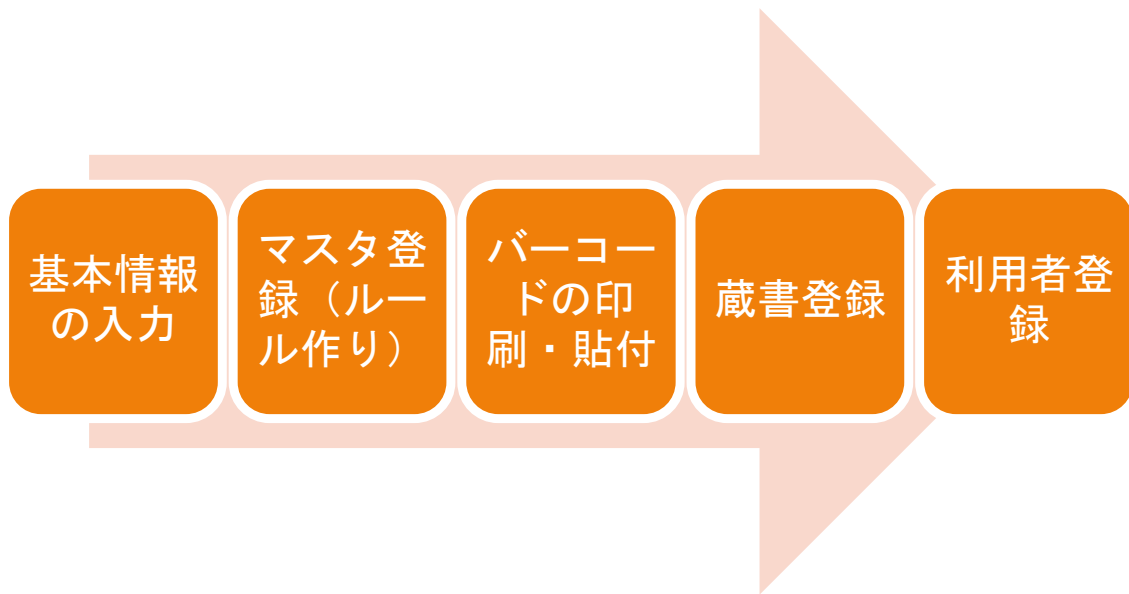 基本情報
の入力
マスタ登
録（ルー
ル作り）
バーコー
ドの印
刷・貼付
蔵書登録
利用者登
録